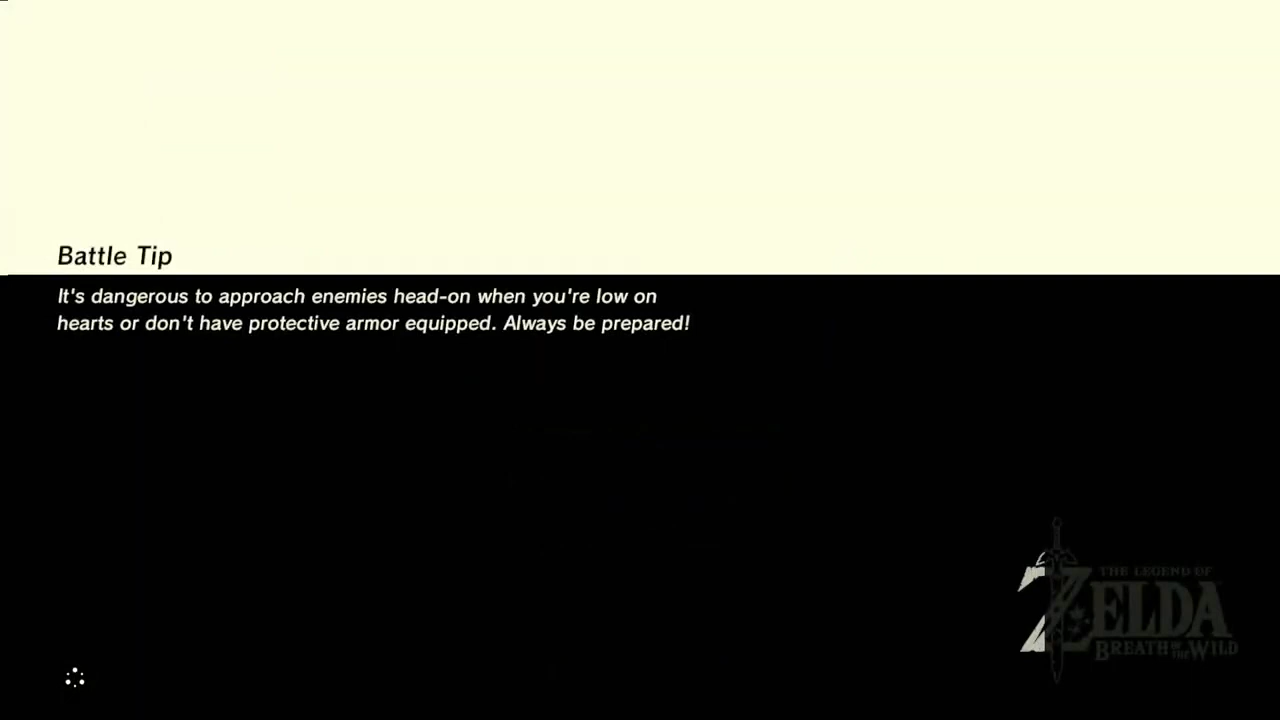 Battle Tip
It's dangerous to approach enemies head-on when you're low on
hearts or don't have protective armor equipped. Always be prepared!
THE LEGEND OF
ZELDA
BREATH OF THE WILD